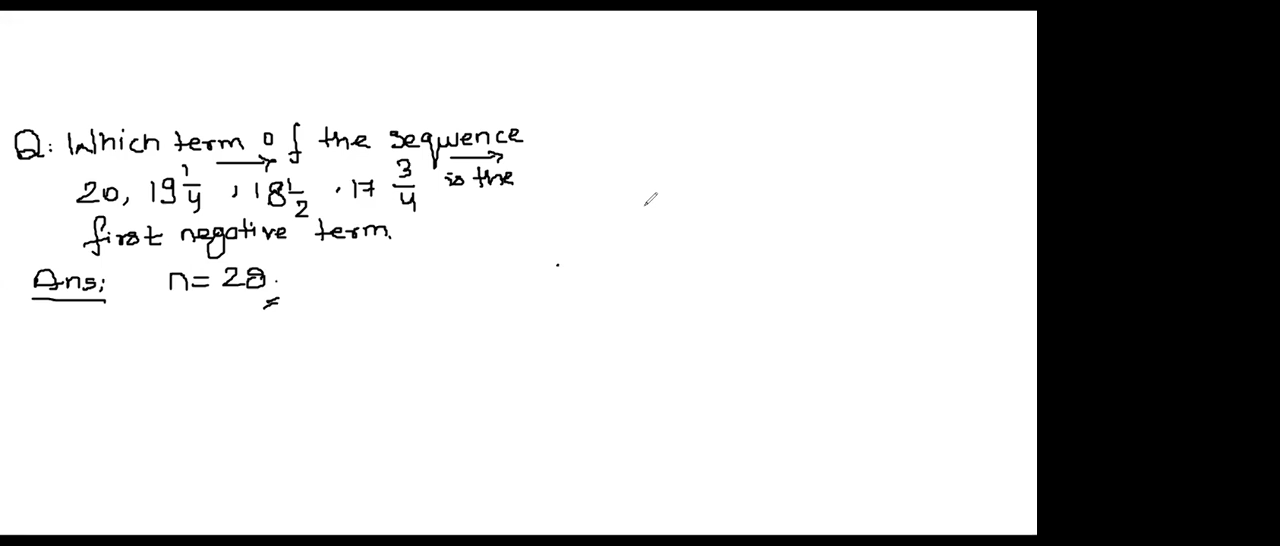 Q: Which term of the sequence
20, 19 1/4, 18 1/2, 17 3/4 is the
first negative term.
Ans: n = 28.